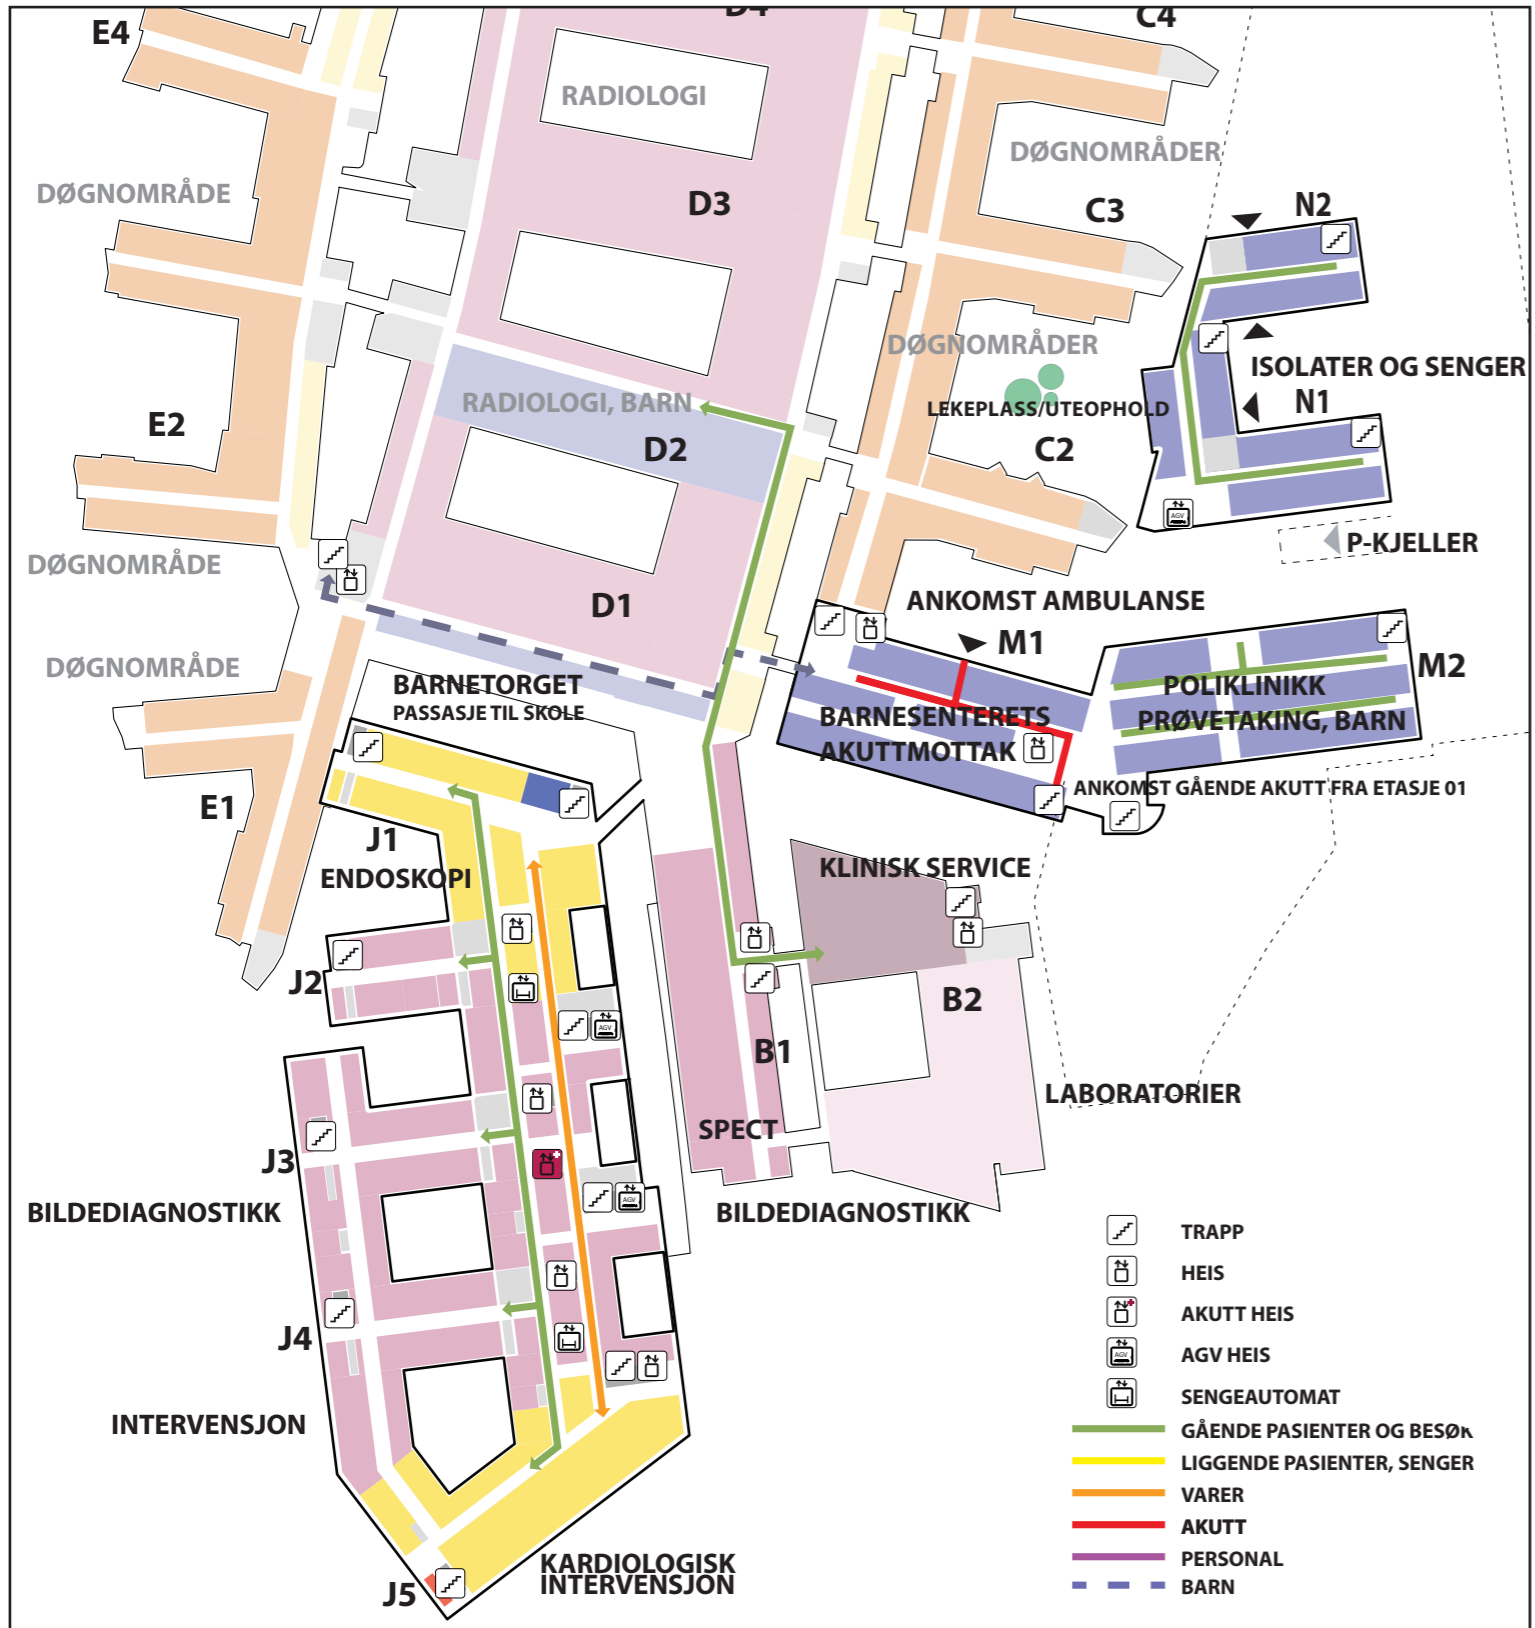 D4
C4
E4
RADIOLOGI
DØGNOMRÅDER
DØGNOMRÅDE
D3
C3
N2
DØGNOMRÅDER
ISOLATER OG SENGER
RADIOLOGI, BARN
LEKEPLASS/UTEOPHOLD
N1
E2
D2
C2
AGV
P-KJELLER
DØGNOMRÅDE
D1
ANKOMST AMBULANSE
M1
DØGNOMRÅDE
M2
BARNETORGET
PASSASJE TIL SKOLE
POLIKLINIKK
PRØVETAKING, BARN
BARNESENTERETS
AKUTTMOTTAK
ANKOMST GÅENDE AKUTT FRA ETASJE 01
E1
J1
ENDOSKOPI
KLINISK SERVICE
J2
B2
AGV
B1
LABORATORIER
SPECT
J3
AGV
BILDEDIAGNOSTIKK
BILDEDIAGNOSTIKK
J4
INTERVENSJON
KARDIOLOGISK
INTERVENSJON
J5
TRAPP
HEIS
AKUTT HEIS
AGV
AGV HEIS
SENGEAUTOMAT
GÅENDE PASIENTER OG BESØK
LIGGENDE PASIENTER, SENGER
VARER
AKUTT
PERSONAL
BARN